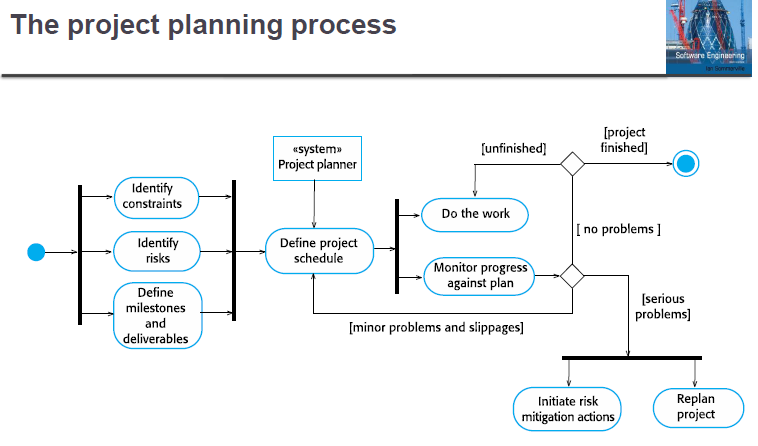 The project planning process
Software Engineering
Ian Sommerville
«system»
Project planner
[unfinished]
[project
finished]
Identify
constraints
Do the work
Identify
risks
Define project
schedule
[ no problems ]
Monitor progress
against plan
Define
milestones
and
deliverables
[minor problems and slippages]
[serious
problems]
Initiate risk
mitigation actions
Replan
project